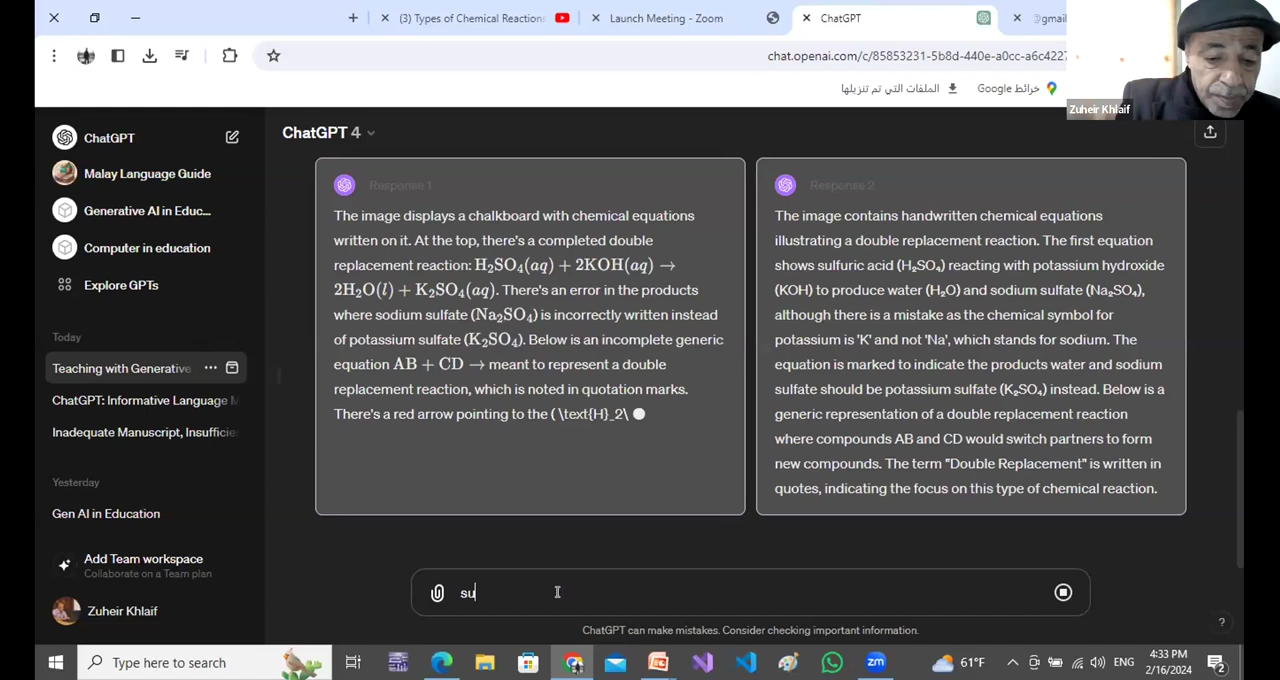 (3) Types of Chemical Reactions
Launch Meeting - Zoom
ChatGPT
@gmai
chat.openai.com/c/85853231-5b8d-440e-a0cc-a6c4227
الملفات التي تم تنزيلها
خرائط Google
Zuheir Khlaif
ChatGPT
Malay Language Guide
Generative AI in Educ...
Computer in education
Explore GPTs
Today
Teaching with Generative
ChatGPT: Informative Language M
Inadequate Manuscript, Insufficie
Yesterday
Gen AI in Education
Add Team workspace
Collaborate on a Team plan
Zuheir Khlaif
ChatGPT 4
Response 1
The image displays a chalkboard with chemical equations
written on it. At the top, there's a completed double
replacement reaction: H₂SO₄(aq) + 2KOH(aq) →
2H₂O(l) + K₂SO₄(aq). There's an error in the products
where sodium sulfate (Na₂SO₄) is incorrectly written instead
of potassium sulfate (K₂SO₄). Below is an incomplete generic
equation AB + CD → meant to represent a double
replacement reaction, which is noted in quotation marks.
There's a red arrow pointing to the ( \text{H}_2\
Response 2
The image contains handwritten chemical equations
illustrating a double replacement reaction. The first equation
shows sulfuric acid (H₂SO₄) reacting with potassium hydroxide
(KOH) to produce water (H₂O) and sodium sulfate (Na₂SO₄),
although there is a mistake as the chemical symbol for
potassium is 'K' and not 'Na', which stands for sodium. The
equation is marked to indicate the products water and sodium
sulfate should be potassium sulfate (K₂SO₄) instead. Below is a
generic representation of a double replacement reaction
where compounds AB and CD would switch partners to form
new compounds. The term "Double Replacement" is written in
quotes, indicating the focus on this type of chemical reaction.
su
ChatGPT can make mistakes. Consider checking important information.
?
Type here to search
zm
61°F
ENG
4:33 PM
2/16/2024
2